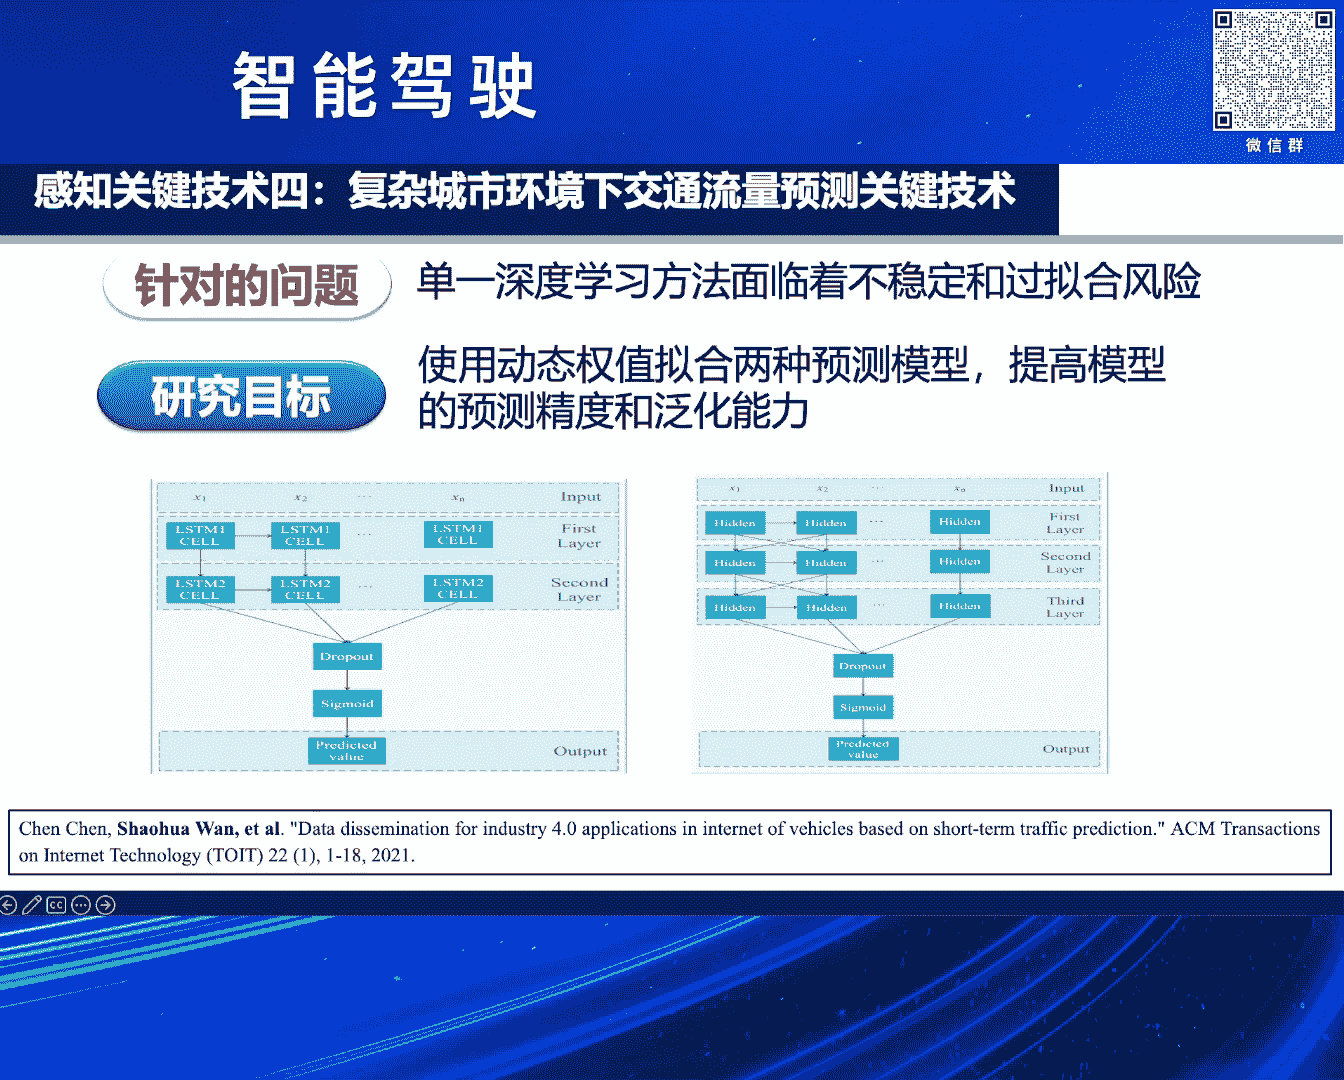 智能驾驶
微信群
感知关键技术四：复杂城市环境下交通流量预测关键技术
针对的问题
单一深度学习方法面临着不稳定和过拟合风险
研究目标
使用动态权值拟合两种预测模型，提高模型
的预测精度和泛化能力
x1 x2 ... xn Input
LSTM1 CELL LSTM1 CELL ... LSTM1 CELL First Layer
LSTM2 CELL LSTM2 CELL ... LSTM2 CELL Second Layer
Dropout
Sigmoid
Predicted value Output
x1 x2 ... xn Input
Hidden Hidden ... Hidden First Layer
Hidden Hidden ... Hidden Second Layer
Hidden Hidden ... Hidden Third Layer
Dropout
Sigmoid
Predicted value Output
Chen Chen, Shaohua Wan, et al. "Data dissemination for industry 4.0 applications in internet of vehicles based on short-term traffic prediction." ACM Transactions
on Internet Technology (TOIT) 22 (1), 1-18, 2021.
CC